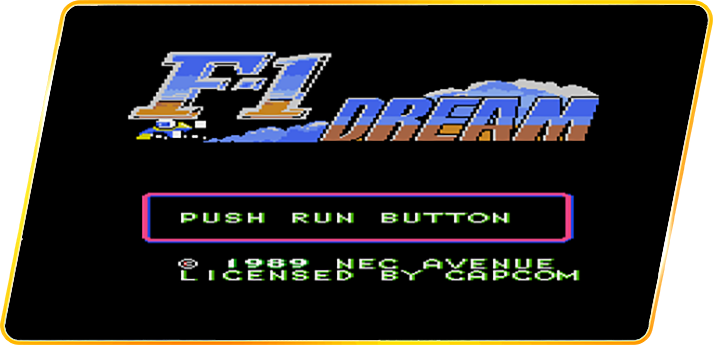 F-1 DREAM
PUSH RUN BUTTON
© 1989 NEC AVENUE
LICENSED BY CAPCOM